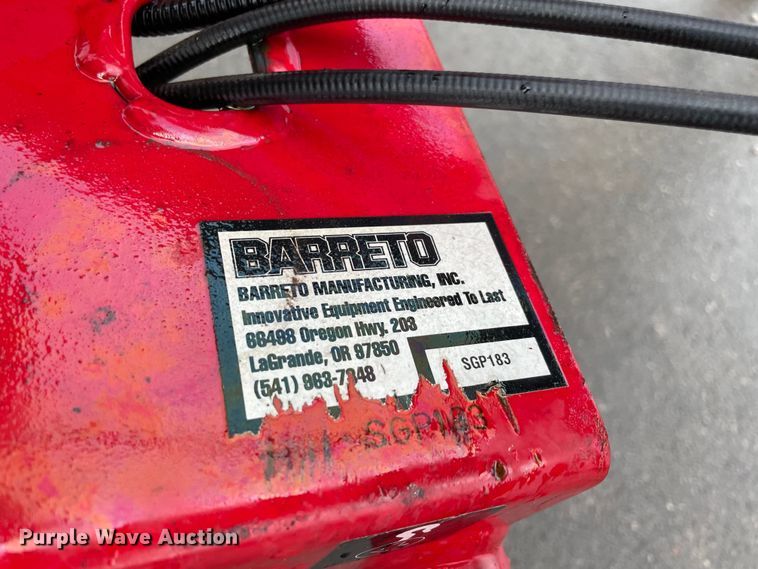 BARRETO
BARRETO MANUFACTURING, INC.
Innovative Equipment Engineered To Last
66498 Oregon Hwy. 203
LaGrande, OR 97850
(541) 963-7348
SGP183
SGP183
Purple Wave Auction